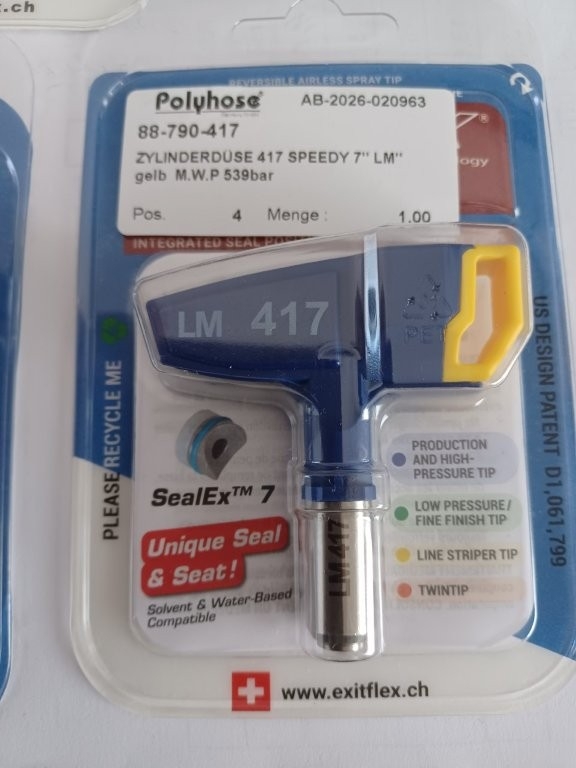 .ch
REVERSIBLE AIRLESS SPRAY TIP
Polyhose®
AB-2026-020963
88-790-417
ZYLINDERDÜSE 417 SPEEDY 7" LM"
gelb M.W.P 539bar
Pos. 4 Menge : 1.00
INTEGRATED SEAL
LM 417
PET
PLEASE RECYCLE ME
US DESIGN PATENT D1,061,799
SealEx™ 7
Unique Seal
& Seat!
Solvent & Water-Based
Compatible
PRODUCTION
AND HIGH-
PRESSURE TIP
LOW PRESSURE/
FINE FINISH TIP
LINE STRIPER TIP
TWINTIP
LM417
www.exitflex.ch